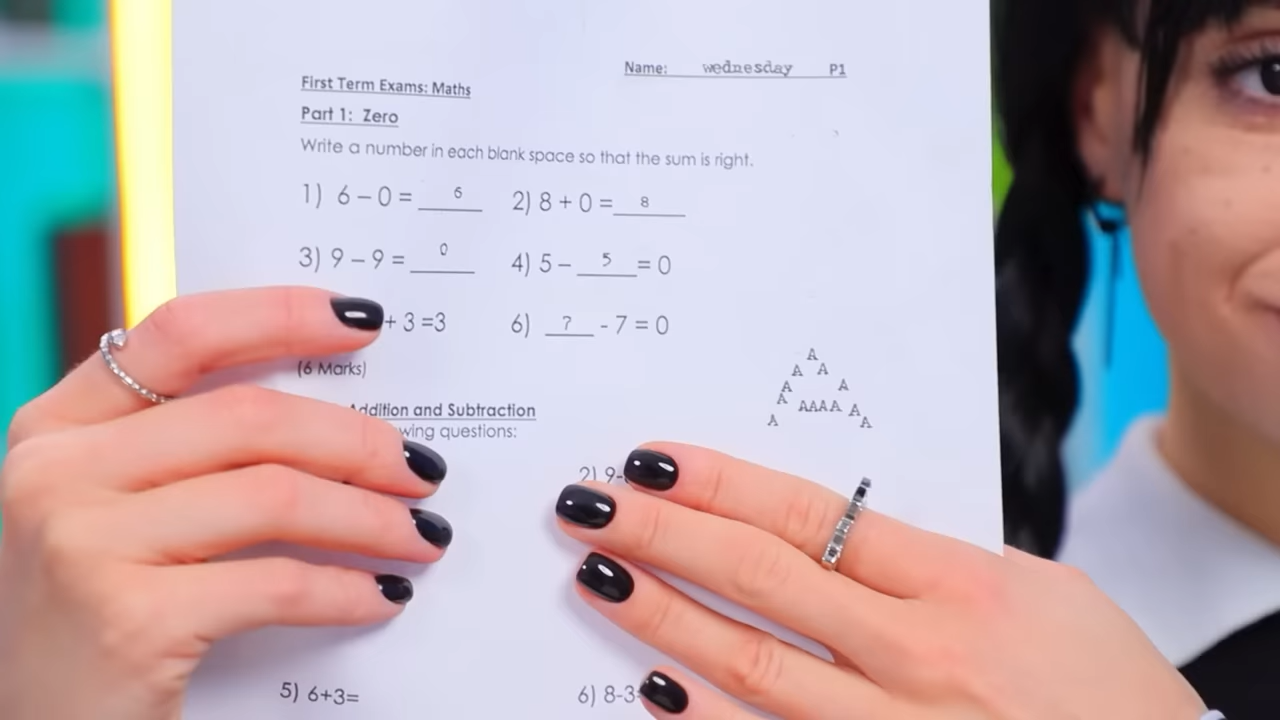 Name: wednesday P1
First Term Exams: Maths
Part 1: Zero
Write a number in each blank space so that the sum is right.
1) 6 – 0 = 6 2) 8 + 0 = 8
3) 9 – 9 = 0 4) 5 – 5 = 0
+ 3 =3 6) ? - 7 = 0
(6 Marks)
A
A A
A A
A AAAA A
A A
Addition and Subtraction
questions:
2) 9-
5) 6+3= 6) 8-3